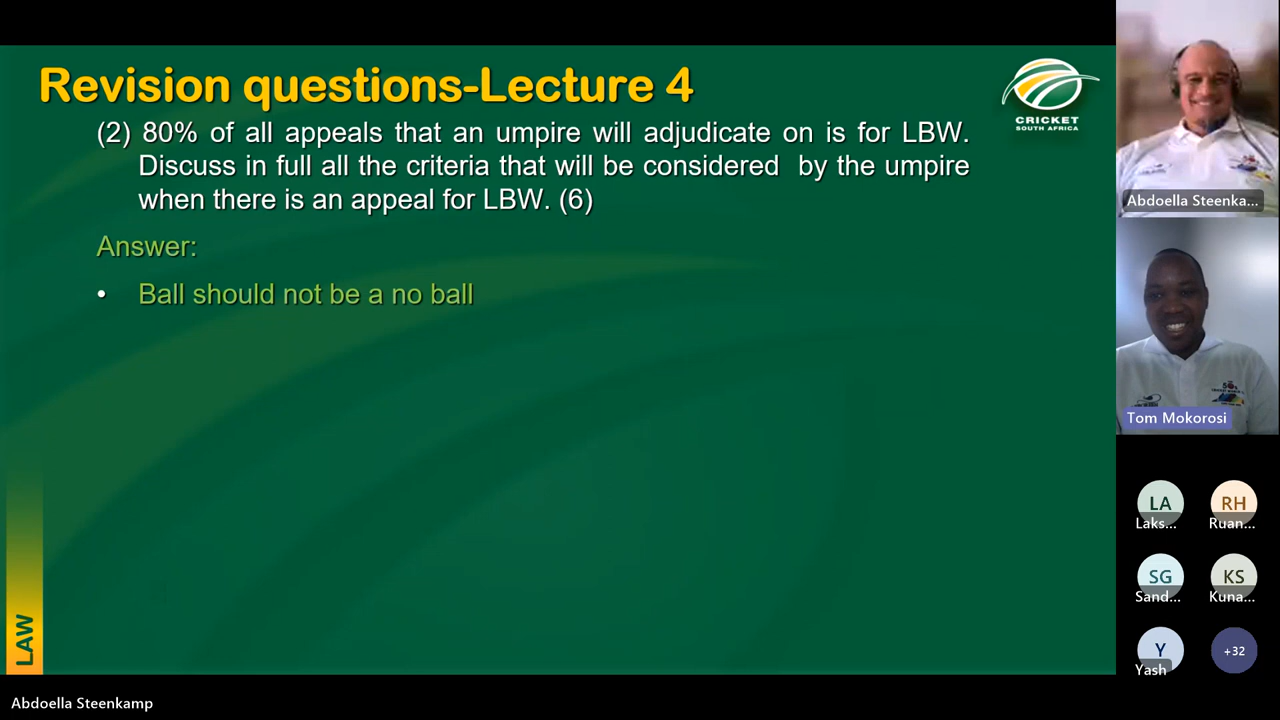 Revision questions-Lecture 4
CRICKET
SOUTH AFRICA
(2) 80% of all appeals that an umpire will adjudicate on is for LBW.
Discuss in full all the criteria that will be considered by the umpire
when there is an appeal for LBW. (6)
Answer:
• Ball should not be a no ball
LAW
Abdoella Steenkamp
Abdoella Steenka...
Tom Mokorosi
LA
Laks...
RH
Ruan...
SG
Sand...
KS
Kuna...
Y
Yash
+32